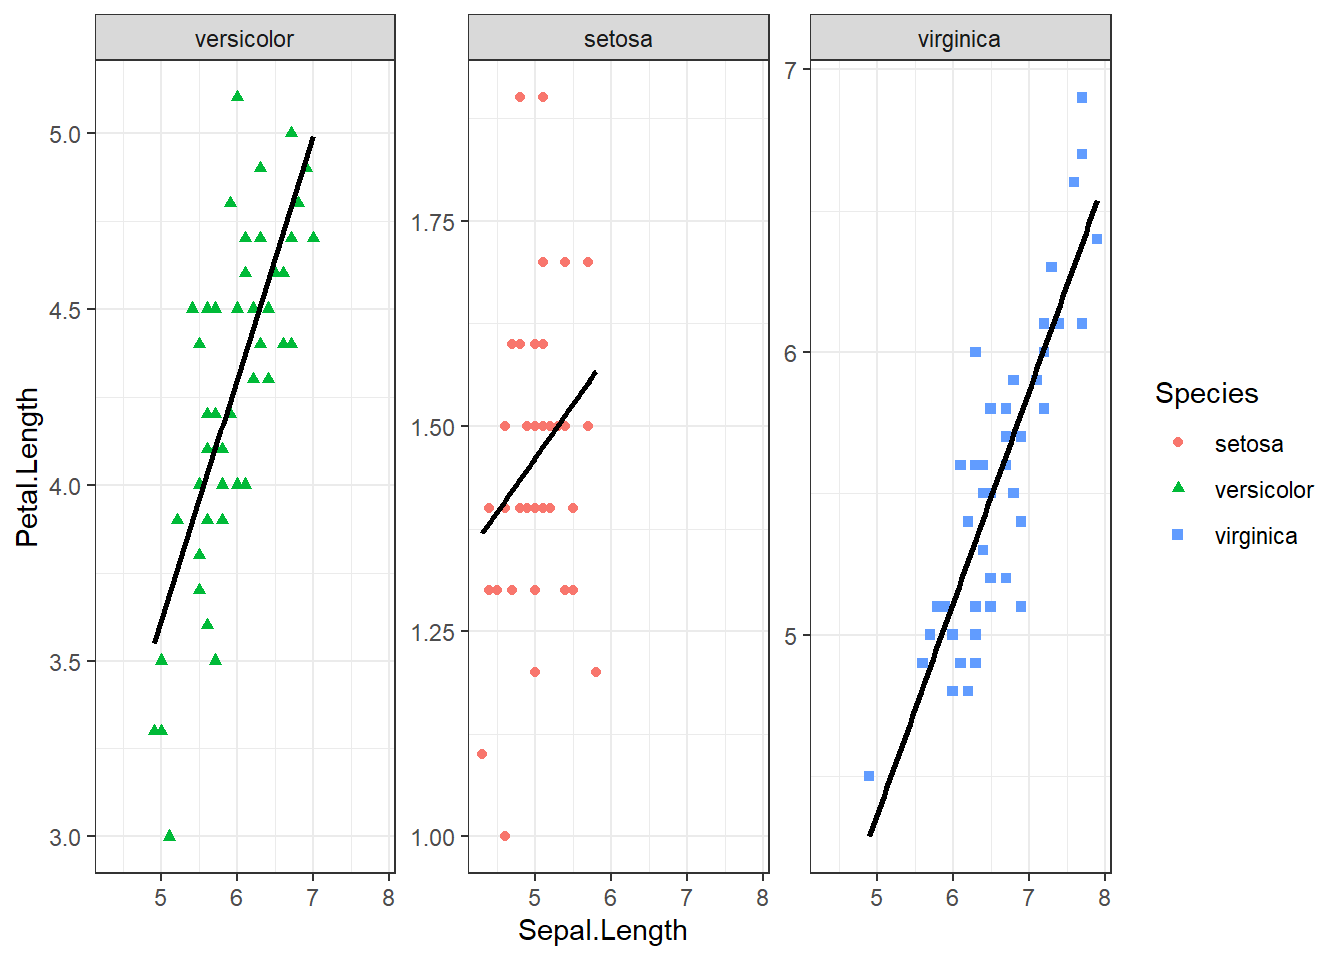 versicolor
setosa
virginica
Petal.Length
5.0
4.5
4.0
3.5
3.0
1.75
1.50
1.25
1.00
7
6
5
5 6 7 8
5 6 7 8
5 6 7 8
Sepal.Length
Species
setosa
versicolor
virginica